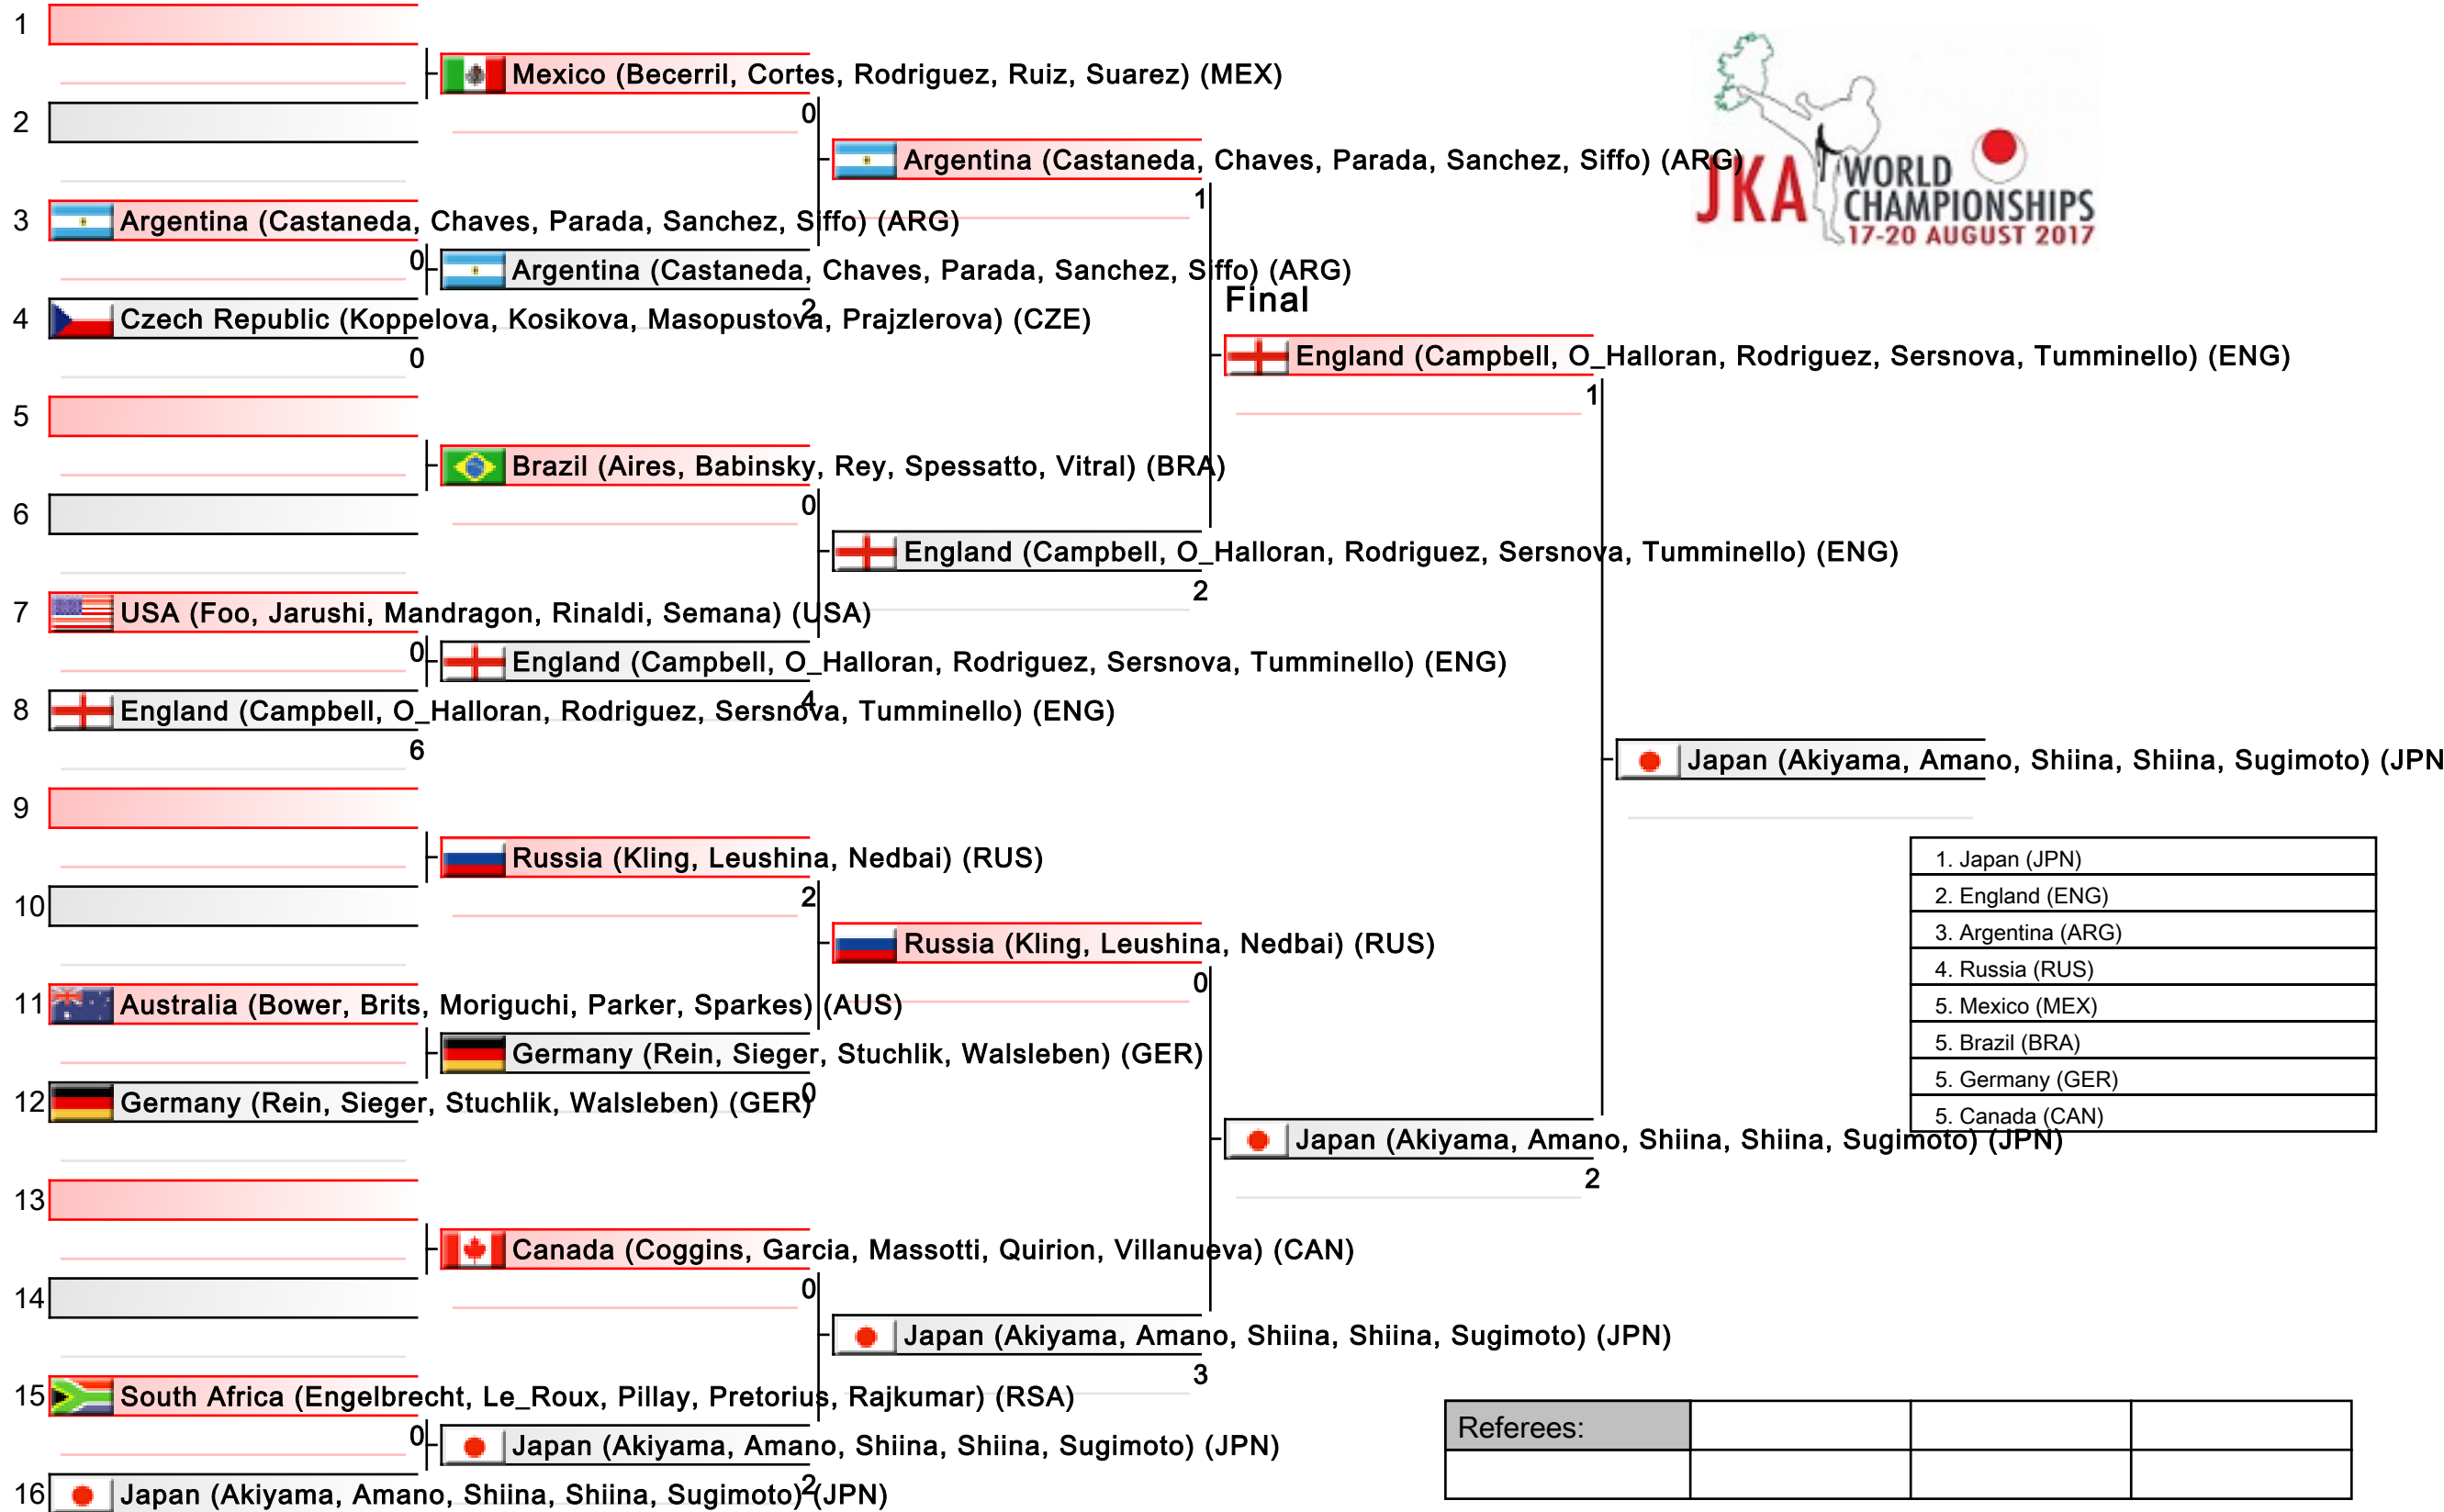 1
Mexico (Becerril, Cortes, Rodriguez, Ruiz, Suarez) (MEX)
0
2
Argentina (Castaneda, Chaves, Parada, Sanchez, Siffo) (ARG)
1
JKA WORLD CHAMPIONSHIPS
17-20 AUGUST 2017
3 Argentina (Castaneda, Chaves, Parada, Sanchez, Siffo) (ARG)
0
Argentina (Castaneda, Chaves, Parada, Sanchez, Siffo) (ARG)
2
Final
4 Czech Republic (Koppelova, Kosikova, Masopustova, Prajzlerova) (CZE)
0
England (Campbell, O_Halloran, Rodriguez, Sersnova, Tumminello) (ENG)
1
5
Brazil (Aires, Babinsky, Rey, Spessatto, Vitral) (BRA)
0
6
England (Campbell, O_Halloran, Rodriguez, Sersnova, Tumminello) (ENG)
2
7 USA (Foo, Jarushi, Mandragon, Rinaldi, Semana) (USA)
0
England (Campbell, O_Halloran, Rodriguez, Sersnova, Tumminello) (ENG)
4
8 England (Campbell, O_Halloran, Rodriguez, Sersnova, Tumminello) (ENG)
6
Japan (Akiyama, Amano, Shiina, Shiina, Sugimoto) (JPN
9
Russia (Kling, Leushina, Nedbai) (RUS)
2
10
Russia (Kling, Leushina, Nedbai) (RUS)
0
1. Japan (JPN)
2. England (ENG)
3. Argentina (ARG)
4. Russia (RUS)
5. Mexico (MEX)
5. Brazil (BRA)
5. Germany (GER)
5. Canada (CAN)
11 Australia (Bower, Brits, Moriguchi, Parker, Sparkes) (AUS)
Germany (Rein, Sieger, Stuchlik, Walsleben) (GER)
0
12 Germany (Rein, Sieger, Stuchlik, Walsleben) (GER)
Japan (Akiyama, Amano, Shiina, Shiina, Sugimoto) (JPN)
2
13
Canada (Coggins, Garcia, Massotti, Quirion, Villanueva) (CAN)
0
14
Japan (Akiyama, Amano, Shiina, Shiina, Sugimoto) (JPN)
3
15 South Africa (Engelbrecht, Le_Roux, Pillay, Pretorius, Rajkumar) (RSA)
0
Japan (Akiyama, Amano, Shiina, Shiina, Sugimoto) (JPN)
2
16 Japan (Akiyama, Amano, Shiina, Shiina, Sugimoto) (JPN)
Referees: